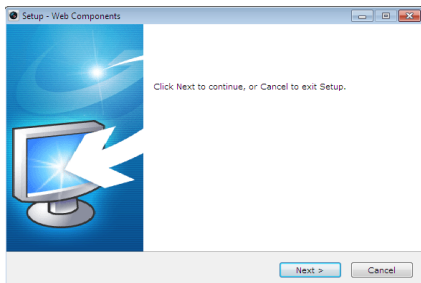 Setup - Web Components
Click Next to continue, or Cancel to exit Setup.
Next >
Cancel